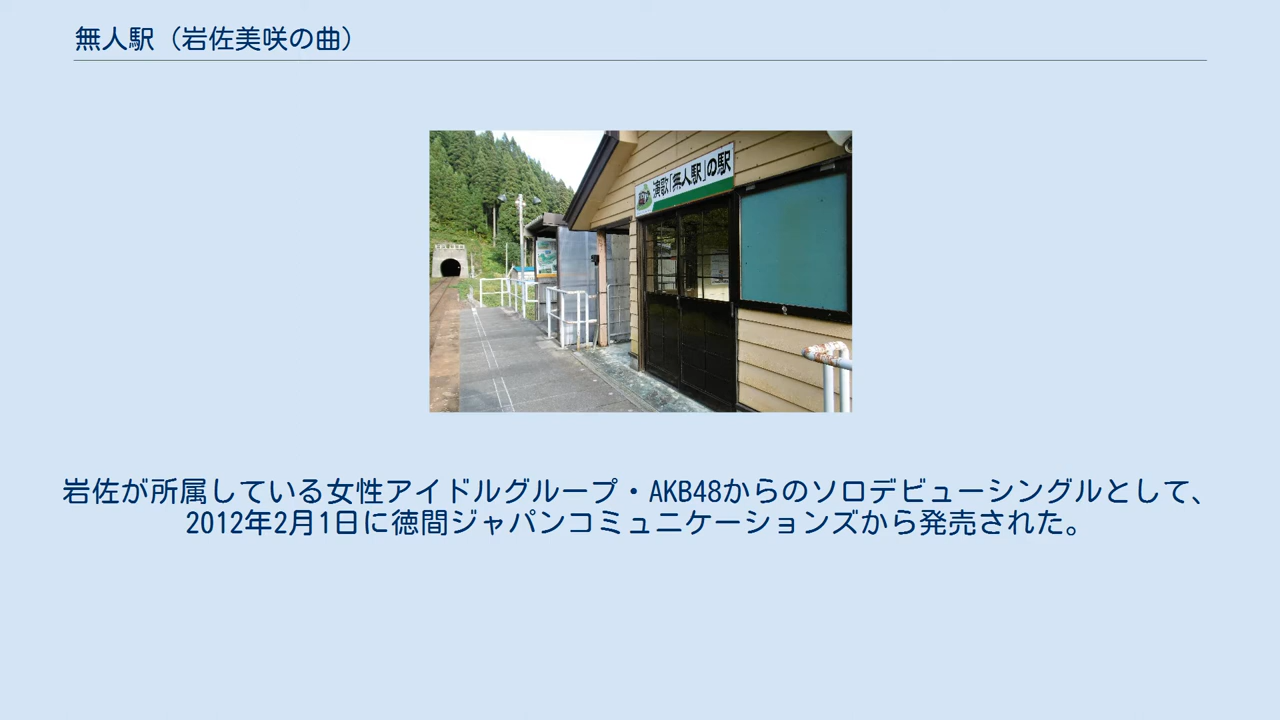 無人駅（岩佐美咲の曲）
演歌「無人駅」の駅
岩佐が所属している女性アイドルグループ・AKB48からのソロデビューシングルとして、
2012年2月1日に徳間ジャパンコミュニケーションズから発売された。